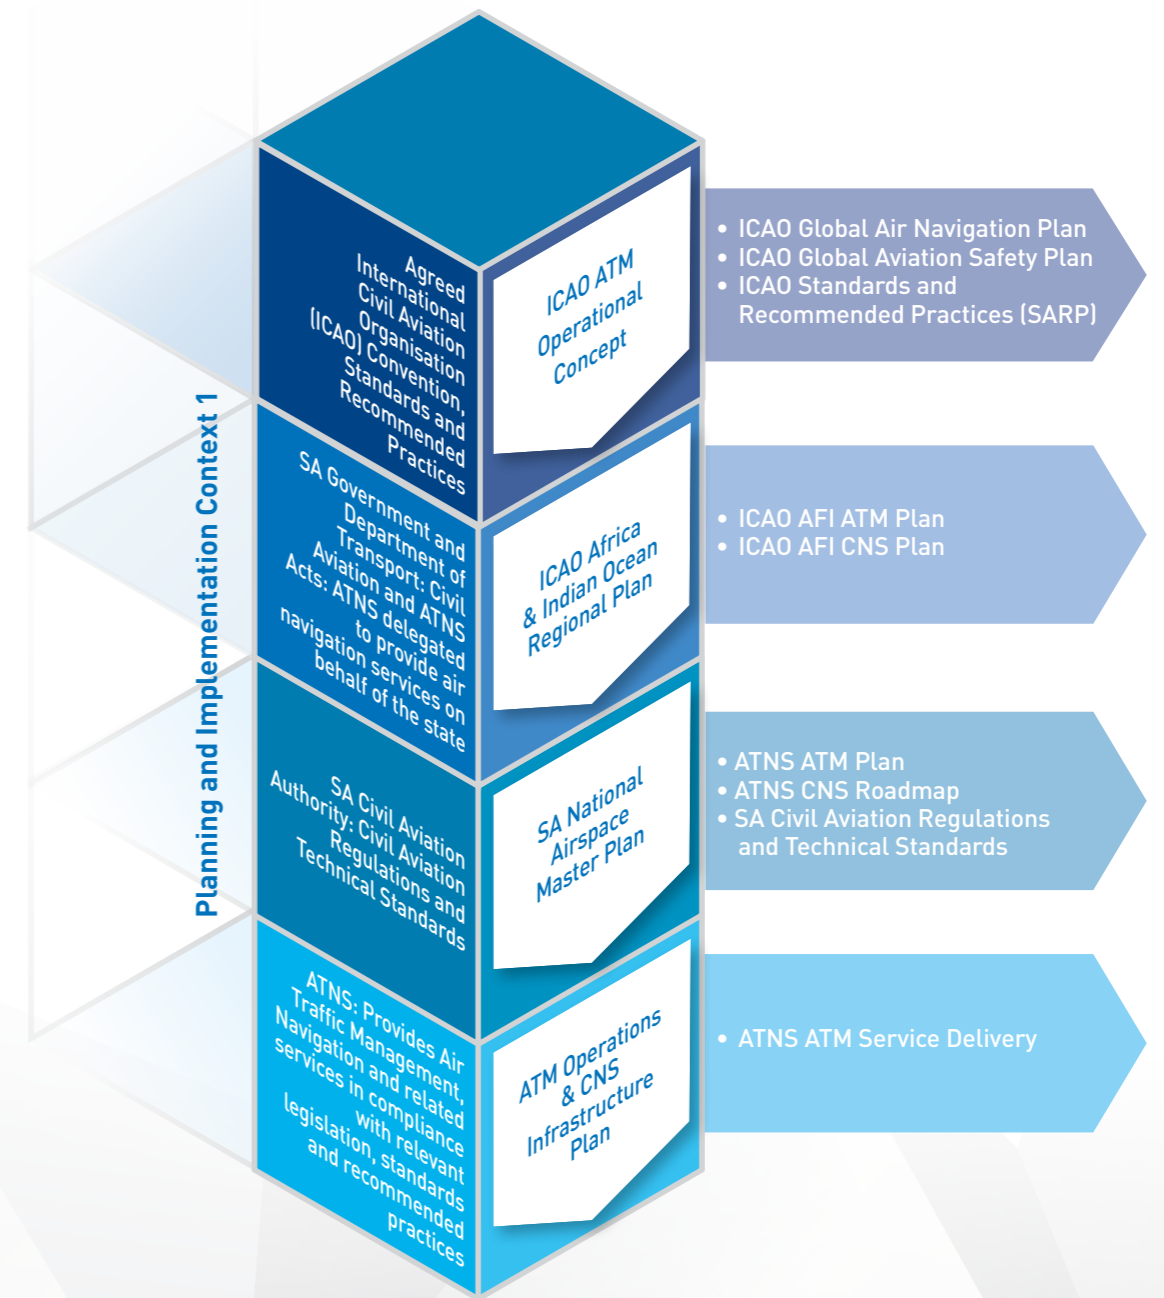 Planning and Implementation Context 1
Agreed
International
Civil Aviation
Organisation
(ICAO) Convention,
Standards and
Recommended
Practices
ICAO ATM
Operational
Concept
• ICAO Global Air Navigation Plan
• ICAO Global Aviation Safety Plan
• ICAO Standards and
Recommended Practices (SARP)
SA Government and
Department of
Transport: Civil
Aviation and ATNS
Acts: ATNS delegated
to provide air
navigation services on
behalf of the state
ICAO Africa
& Indian Ocean
Regional Plan
• ICAO AFI ATM Plan
• ICAO AFI CNS Plan
SA Civil Aviation
Authority: Civil Aviation
Regulations and
Technical Standards
SA National
Airspace
Master Plan
• ATNS ATM Plan
• ATNS CNS Roadmap
• SA Civil Aviation Regulations
and Technical Standards
ATNS: Provides Air
Traffic Management,
Navigation and related
services in compliance
with relevant
legislation, standards
and recommended
practices
ATM Operations
& CNS
Infrastructure
Plan
• ATNS ATM Service Delivery